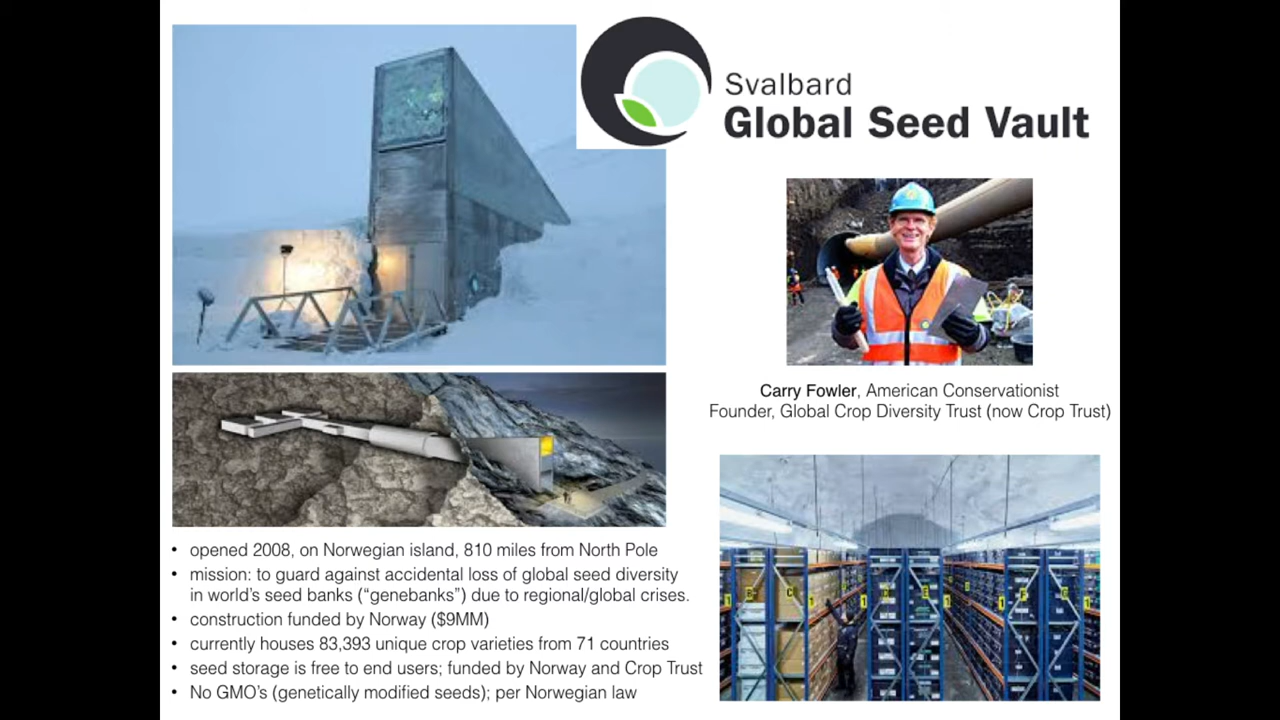 Svalbard
Global Seed Vault
Carry Fowler, American Conservationist
Founder, Global Crop Diversity Trust (now Crop Trust)
• opened 2008, on Norwegian island, 810 miles from North Pole
• mission: to guard against accidental loss of global seed diversity
in world's seed banks (“genebanks”) due to regional/global crises.
• construction funded by Norway ($9MM)
• currently houses 83,393 unique crop varieties from 71 countries
• seed storage is free to end users; funded by Norway and Crop Trust
• No GMO's (genetically modified seeds); per Norwegian law